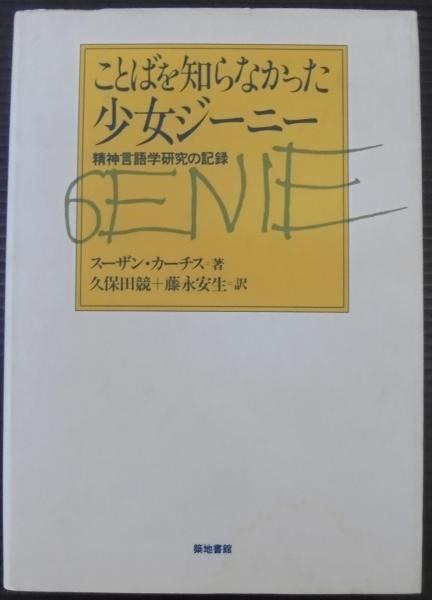 ことばを知らなかった
少女ジーニー
精神言語学研究の記録
GENIE
スーザン・カーチス=著
久保田競+藤永安生=訳
築地書館